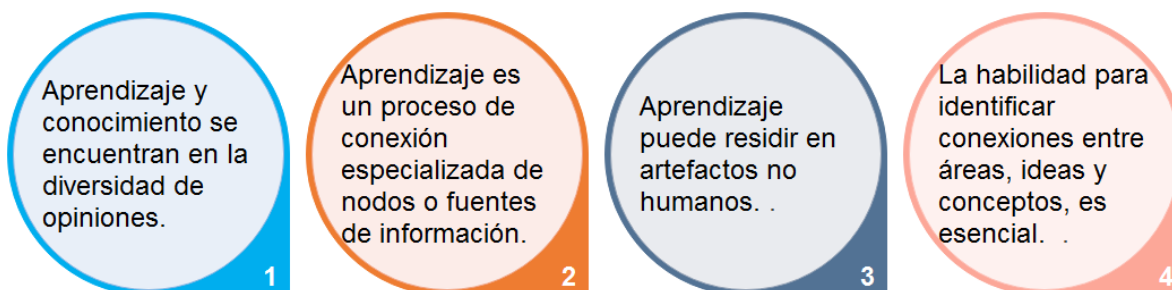 Aprendizaje y
conocimiento se
encuentran en la
diversidad de
opiniones.
1
Aprendizaje es
un proceso de
conexión
especializada de
nodos o fuentes
de información.
2
Aprendizaje
puede residir en
artefactos no
humanos. .
3
La habilidad para
identificar
conexiones entre
áreas, ideas y
conceptos, es
esencial. .
4